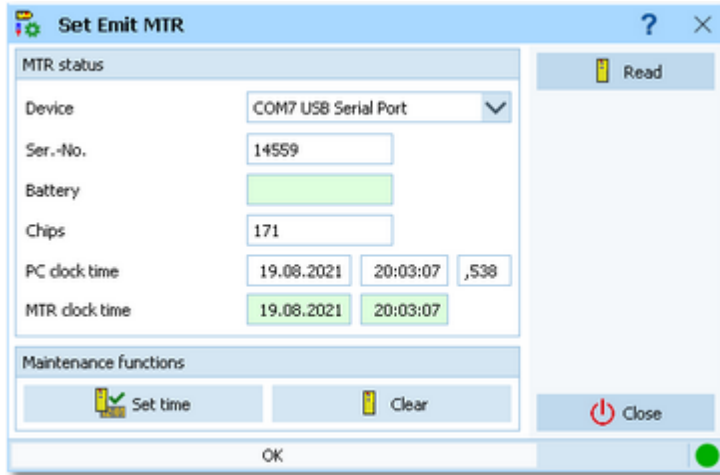 Set Emit MTR ?
MTR status
Read
Device COM7 USB Serial Port
Ser.-No. 14559
Battery
Chips 171
PC clock time 19.08.2021 20:03:07 ,538
MTR clock time 19.08.2021 20:03:07
Maintenance functions
Set time Clear
Close
OK